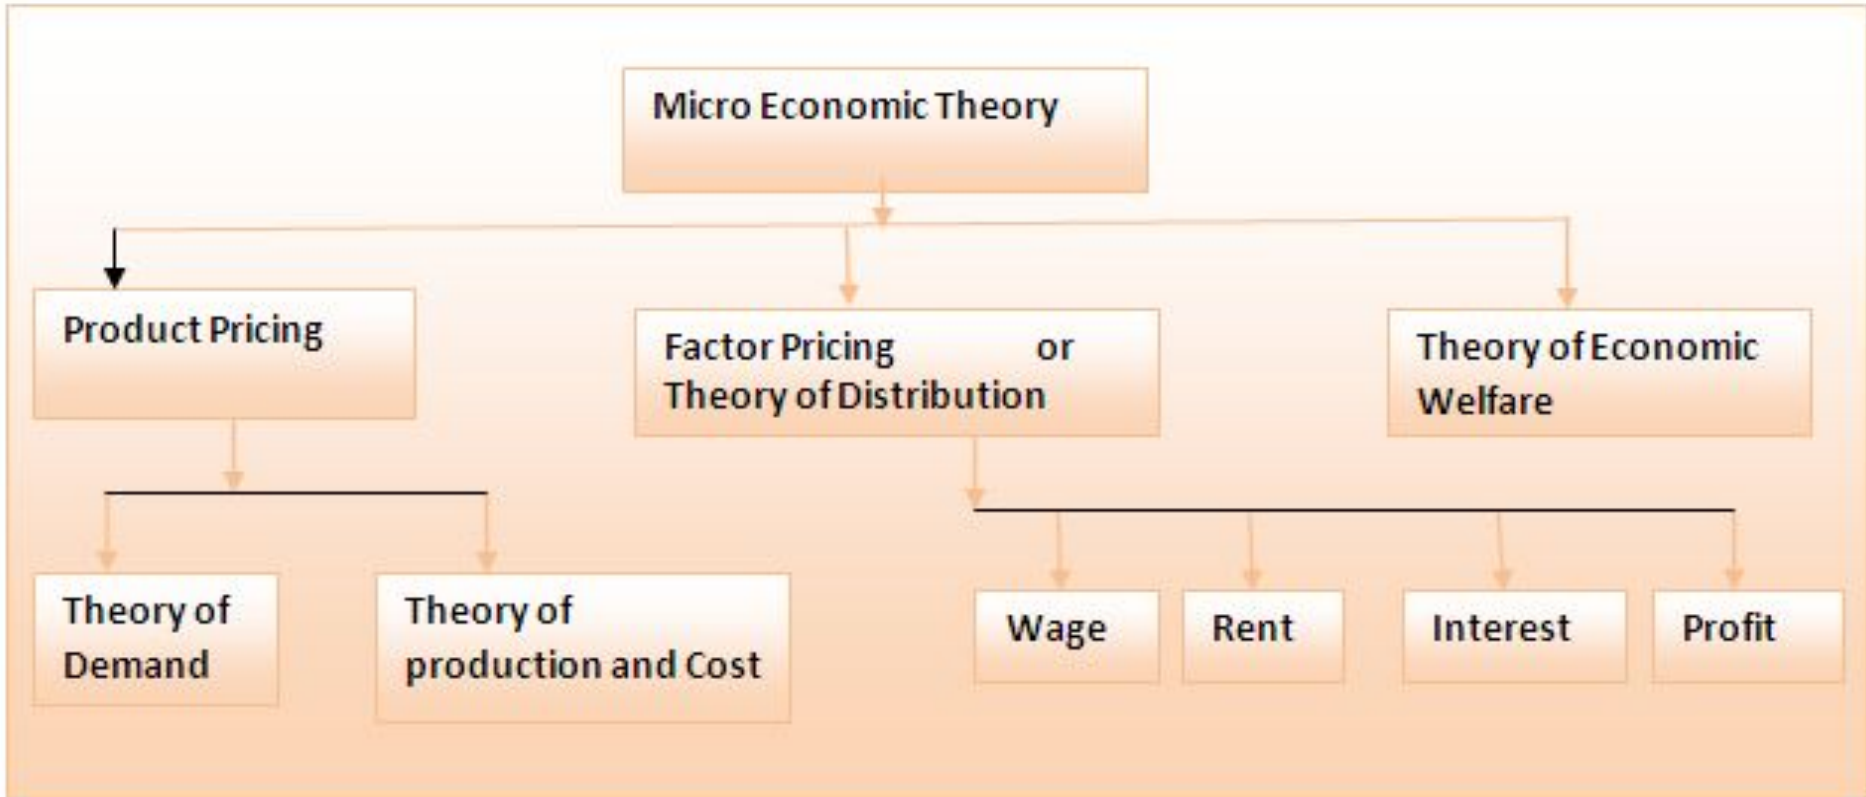 Micro Economic Theory
Product Pricing
Factor Pricing or
Theory of Distribution
Theory of Economic
Welfare
Theory of
Demand
Theory of
production and Cost
Wage
Rent
Interest
Profit